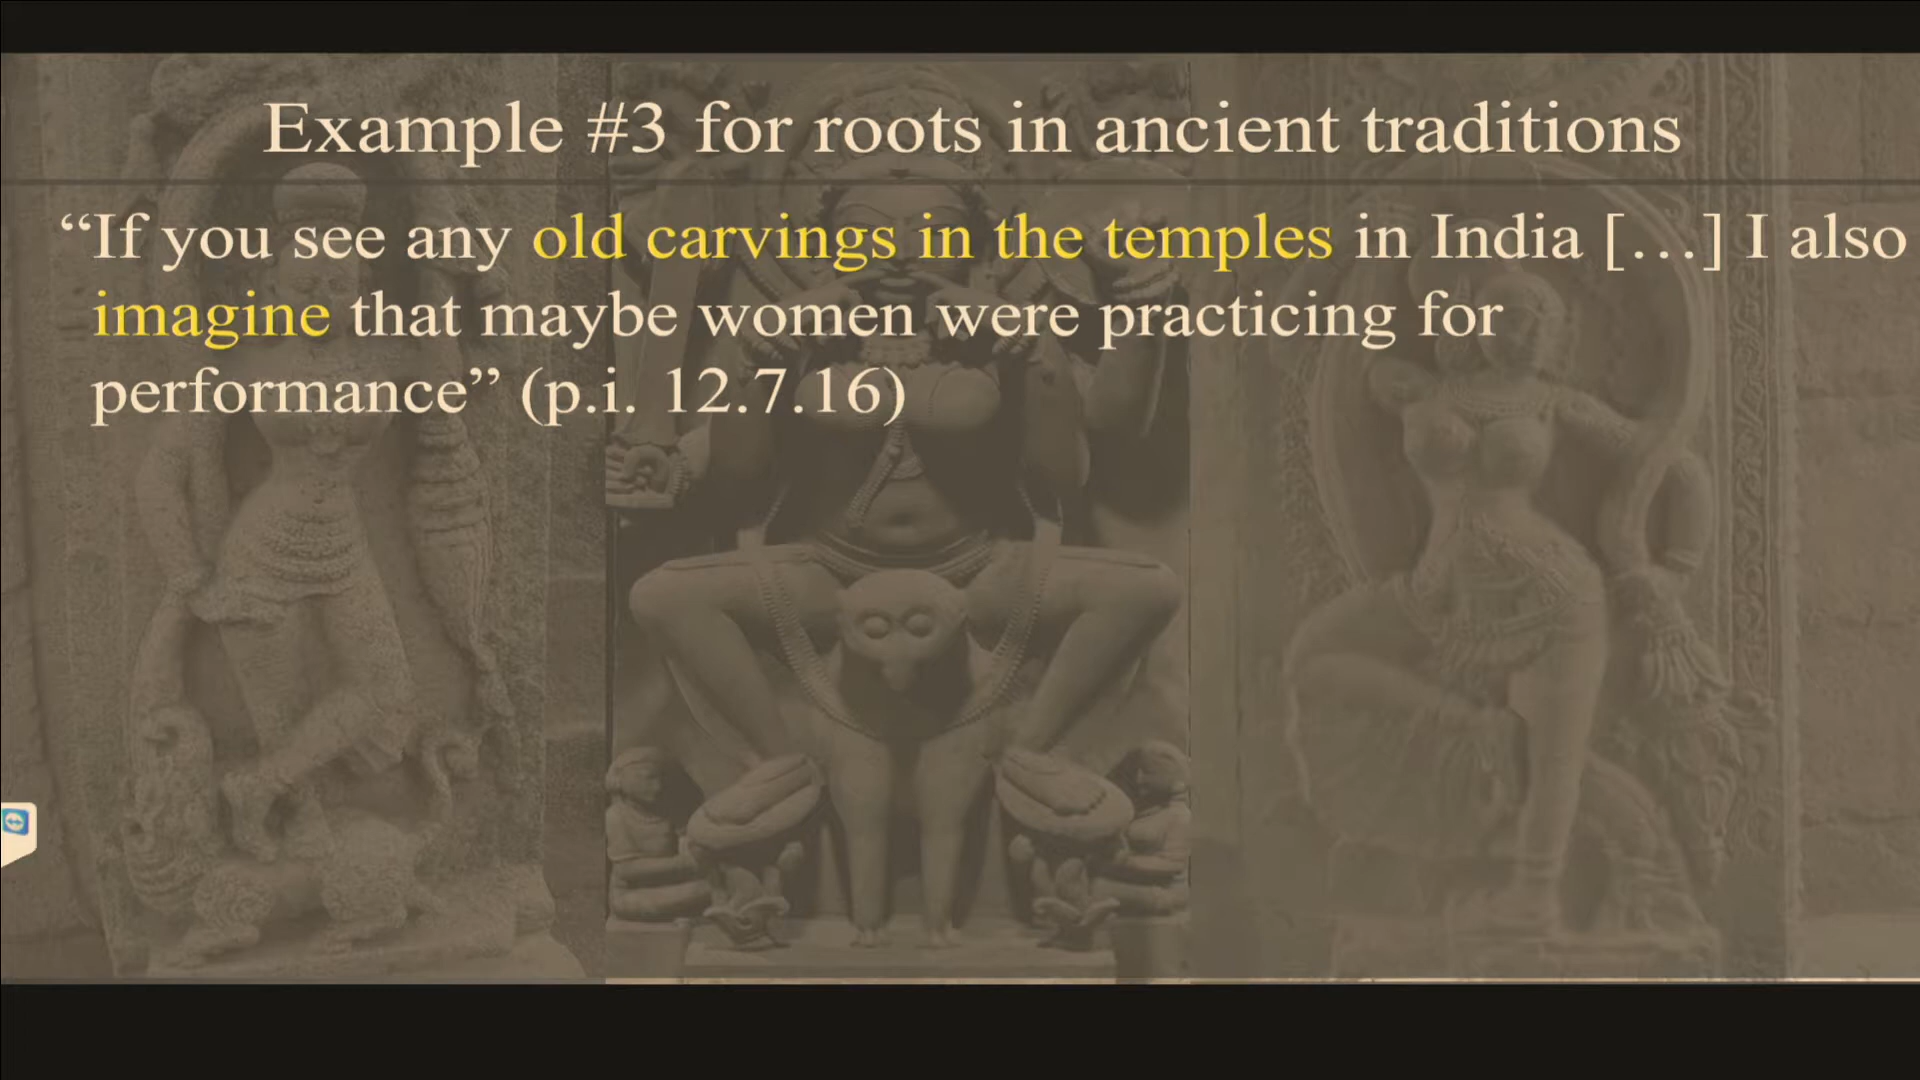 Example #3 for roots in ancient traditions
“If you see any old carvings in the temples in India [...] I also
imagine that maybe women were practicing for
performance” (p.i. 12.7.16)